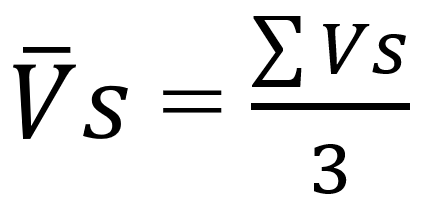 V̄s = ∑ Vs / 3